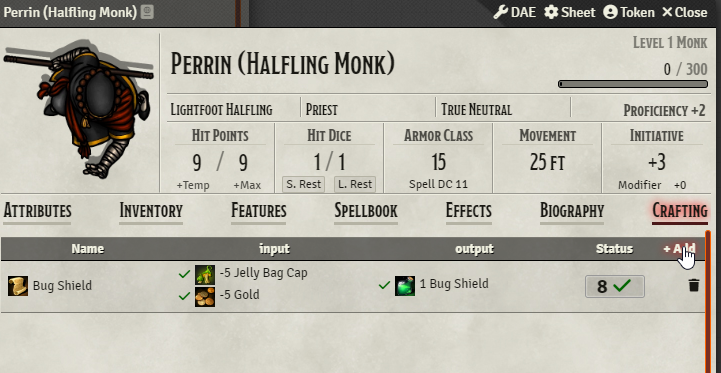 Perrin (Halfling Monk) DAE Sheet Token Close
Level 1 Monk
Perrin (Halfling Monk)
0 / 300
Lightfoot Halfling Priest True Neutral Proficiency +2
Hit Points Hit Dice Armor Class Movement Initiative
9 / 9 1 / 1 15 25 ft +3
+Temp +Max S. Rest L. Rest Spell DC 11 Modifier +0
Attributes Inventory Features Spellbook Effects Biography Crafting
Name input output Status + Add
-5 Jelly Bag Cap
Bug Shield 1 Bug Shield 8
-5 Gold